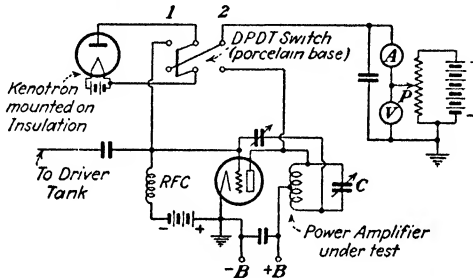 1 2
DPDT Switch
(porcelain base)
Kenotron
mounted on
Insulation
A
P
V
To Driver
Tank
RFC
C
- +
Power Amplifier
under test
-B +B